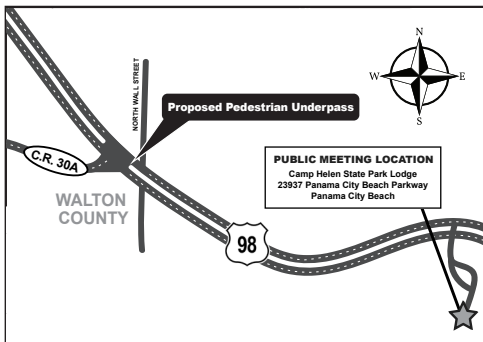 N
W
E
S
NORTH WALL STREET
Proposed Pedestrian Underpass
C.R. 30A
PUBLIC MEETING LOCATION
Camp Helen State Park Lodge
23937 Panama City Beach Parkway
Panama City Beach
WALTON
COUNTY
98